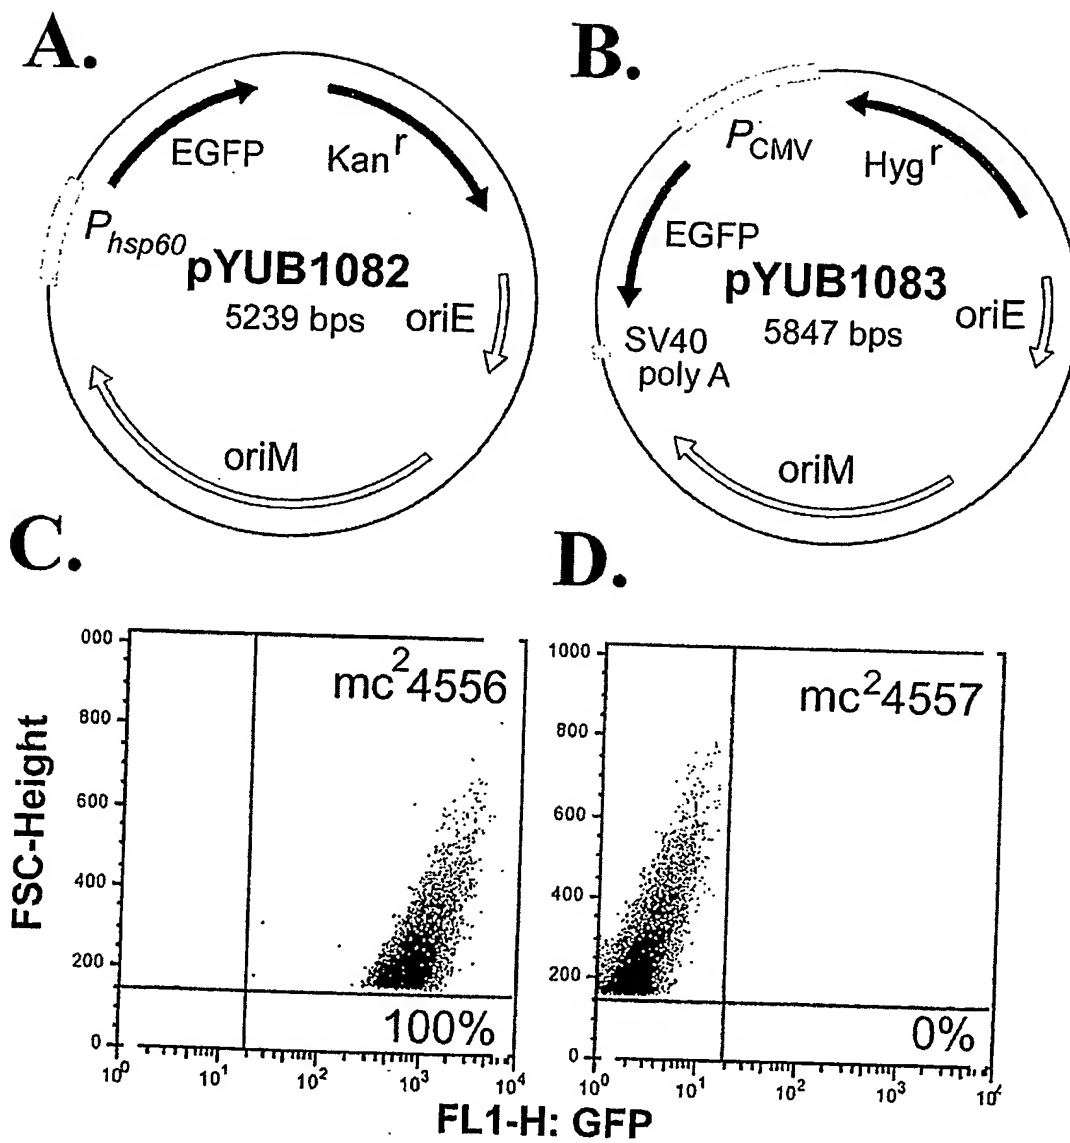 A.
EGFP
Kan^r
P_hsp60
pYUB1082
5239 bps
oriE
oriM
B.
P_CMV
Hyg^r
EGFP
pYUB1083
5847 bps
oriE
SV40
poly A
oriM
C.
mc^2 4556
000
800
600
400
200
0
100%
10^0 10^1 10^2 10^3 10^4
D.
mc^2 4557
1000
800
600
400
200
0
0%
10^0 10^1 10^2 10^3 10^4
FSC-Height
FL1-H: GFP